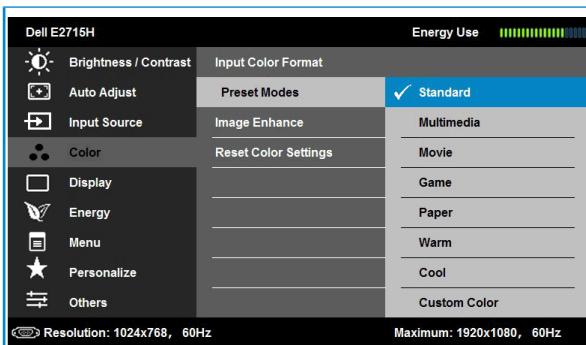 Dell E2715H Energy Use
Brightness / Contrast Input Color Format
Auto Adjust Preset Modes Standard
Input Source Image Enhance Multimedia
Color Reset Color Settings Movie
Display Game
Energy Paper
Menu Warm
Personalize Cool
Others Custom Color
Resolution: 1024x768, 60Hz Maximum: 1920x1080, 60Hz